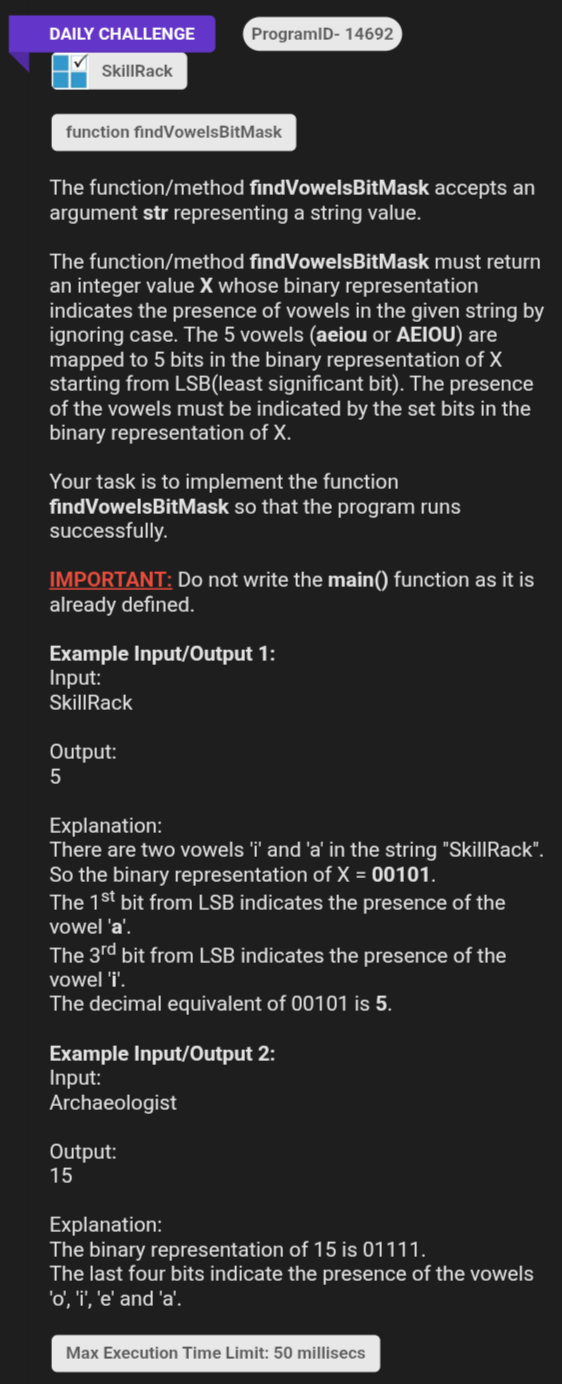 DAILY CHALLENGE
ProgramID- 14692
SkillRack
function findVowelsBitMask
The function/method findVowelsBitMask accepts an
argument str representing a string value.
The function/method findVowelsBitMask must return
an integer value X whose binary representation
indicates the presence of vowels in the given string by
ignoring case. The 5 vowels (aeiou or AEIOU) are
mapped to 5 bits in the binary representation of X
starting from LSB(least significant bit). The presence
of the vowels must be indicated by the set bits in the
binary representation of X.
Your task is to implement the function
findVowelsBitMask so that the program runs
successfully.
IMPORTANT: Do not write the main() function as it is
already defined.
Example Input/Output 1:
Input:
SkillRack
Output:
5
Explanation:
There are two vowels 'i' and 'a' in the string "SkillRack".
So the binary representation of X = 00101.
The 1st bit from LSB indicates the presence of the
vowel 'a'.
The 3rd bit from LSB indicates the presence of the
vowel 'i'.
The decimal equivalent of 00101 is 5.
Example Input/Output 2:
Input:
Archaeologist
Output:
15
Explanation:
The binary representation of 15 is 01111.
The last four bits indicate the presence of the vowels
'o', 'i', 'e' and 'a'.
Max Execution Time Limit: 50 millisecs